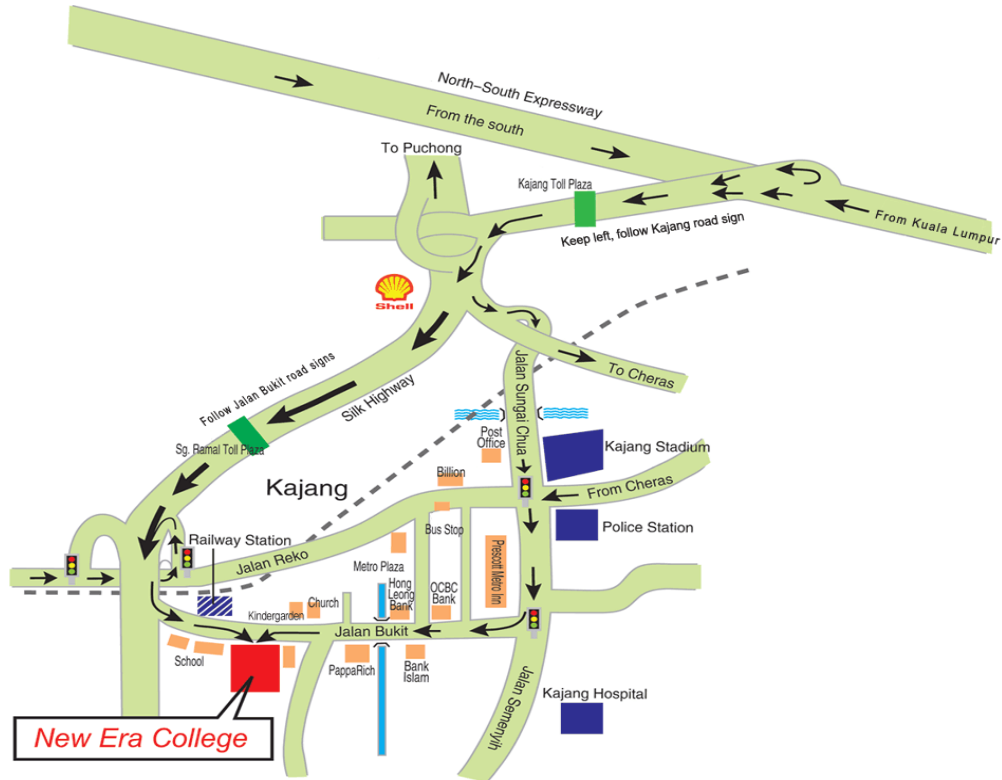 North–South Expressway
From the south
To Puchong
Kajang Toll Plaza
From Kuala Lumpur
Keep left, follow Kajang road sign
Shell
Follow Jalan Bukit road signs
Silk Highway
To Cheras
Jalan Sungai Chua
Sg. Ramal Toll Plaza
Post
Office
Kajang Stadium
Billion
Kajang
From Cheras
Bus Stop
Police Station
Railway Station
Jalan Reko
Prescott Metro Inn
Metro Plaza
Hong
Leong
Bank
OCBC
Bank
Kindergarden
Church
Jalan Bukit
School
PappaRich
Bank
Islam
Jalan Semenyih
Kajang Hospital
New Era College